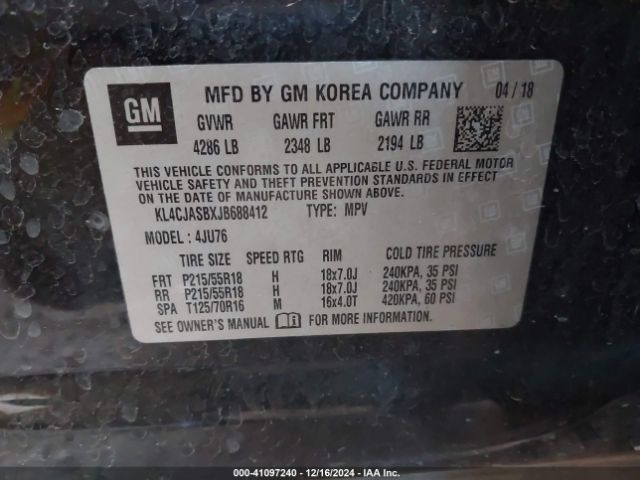 GM
MFD BY GM KOREA COMPANY 04 / 18
GVWR GAWR FRT GAWR RR
4286 LB 2348 LB 2194 LB
THIS VEHICLE CONFORMS TO ALL APPLICABLE U.S. FEDERAL MOTOR
VEHICLE SAFETY AND THEFT PREVENTION STANDARDS IN EFFECT
ON THE DATE OF MANUFACTURE SHOWN ABOVE.
KL4CJASBXJB688412 TYPE: MPV
MODEL : 4JU76
TIRE SIZE SPEED RTG RIM COLD TIRE PRESSURE
FRT P215/55R18 H 18x7.0J 240KPA, 35 PSI
RR P215/55R18 H 18x7.0J 240KPA, 35 PSI
SPA T125/70R16 M 16x4.0T 420KPA, 60 PSI
SEE OWNER'S MANUAL FOR MORE INFORMATION.
000-41097240 - 12/16/2024 - IAA Inc.